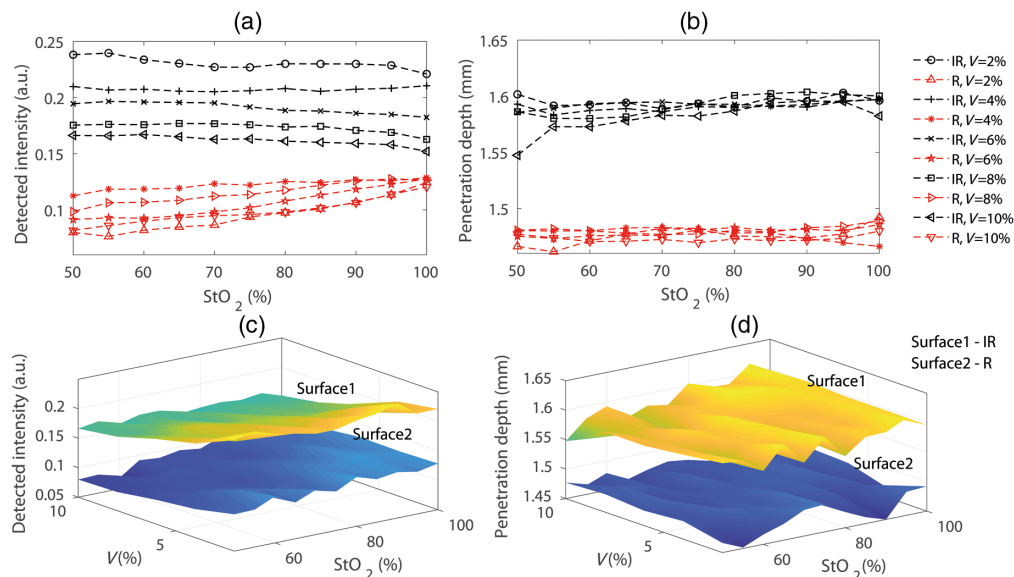 (a)
Detected intensity (a.u.)
0.25
0.2
0.15
0.1
50 60 70 80 90 100
StO 2 (%)
(b)
Penetration depth (mm)
1.65
1.6
1.55
1.5
50 60 70 80 90 100
StO 2 (%)
IR, V=2%
R, V=2%
IR, V=4%
R, V=4%
IR, V=6%
R, V=6%
IR, V=8%
R, V=8%
IR, V=10%
R, V=10%
(c)
Detected intensity (a.u.)
0.2
0.15
0.1
0.05
10
5
V(%)
60
80
100
StO 2 (%)
Surface1
Surface2
(d)
Penetration depth (mm)
1.65
1.6
1.55
1.5
1.45
10
5
V(%)
60
80
100
StO 2 (%)
Surface1
Surface2
Surface1 - IR
Surface2 - R